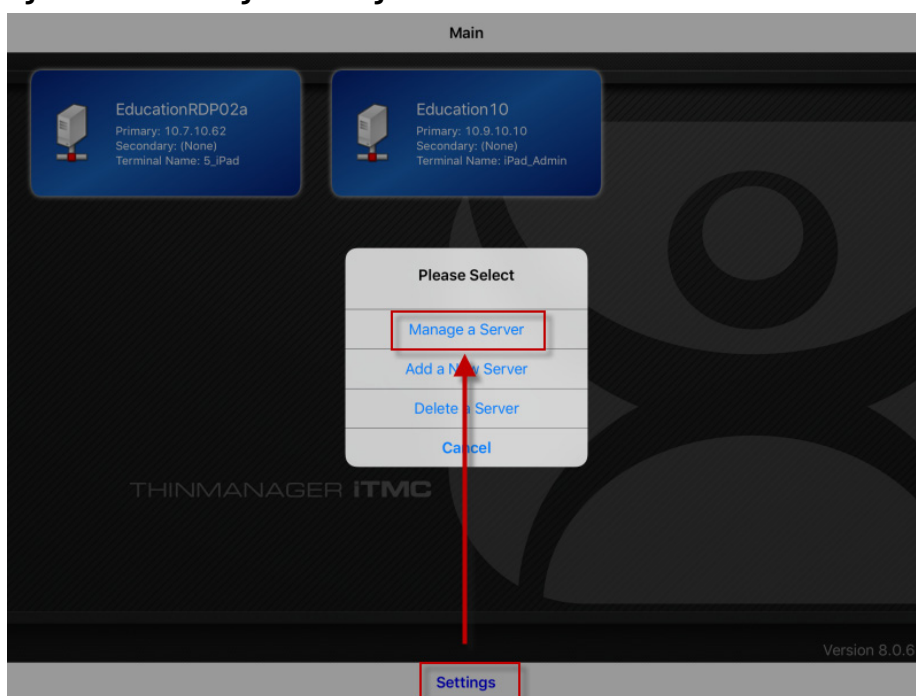 Main
EducationRDP02a
Primary: 10.7.10.62
Secondary: (None)
Terminal Name: 5_iPad
Education10
Primary: 10.9.10.10
Secondary: (None)
Terminal Name: iPad_Admin
Please Select
Manage a Server
Add a New Server
Delete a Server
Cancel
THINMANAGER iTMC
Version 8.0.6
Settings